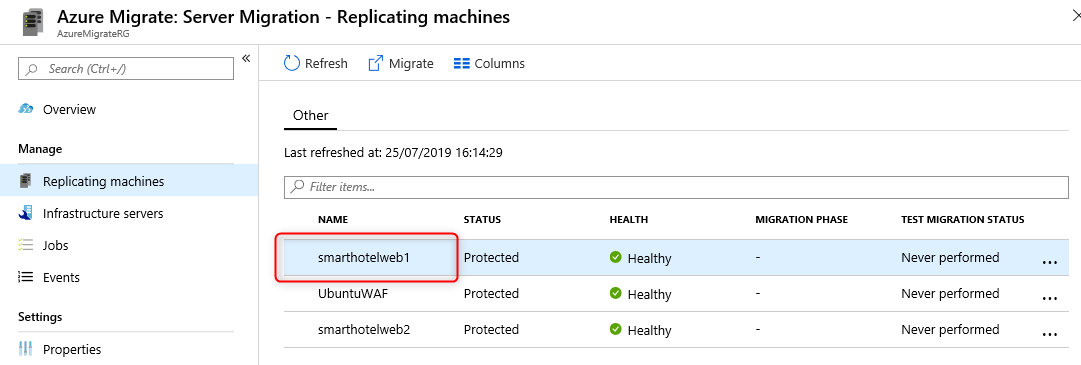 Azure Migrate: Server Migration - Replicating machines
AzureMigrateRG
Search (Ctrl+/)
Overview
Manage
Replicating machines
Infrastructure servers
Jobs
Events
Settings
Properties
Refresh Migrate Columns
Other
Last refreshed at: 25/07/2019 16:14:29
Filter items...
NAME STATUS HEALTH MIGRATION PHASE TEST MIGRATION STATUS
smarthotelweb1 Protected Healthy - Never performed ...
UbuntuWAF Protected Healthy - Never performed ...
smarthotelweb2 Protected Healthy - Never performed ...